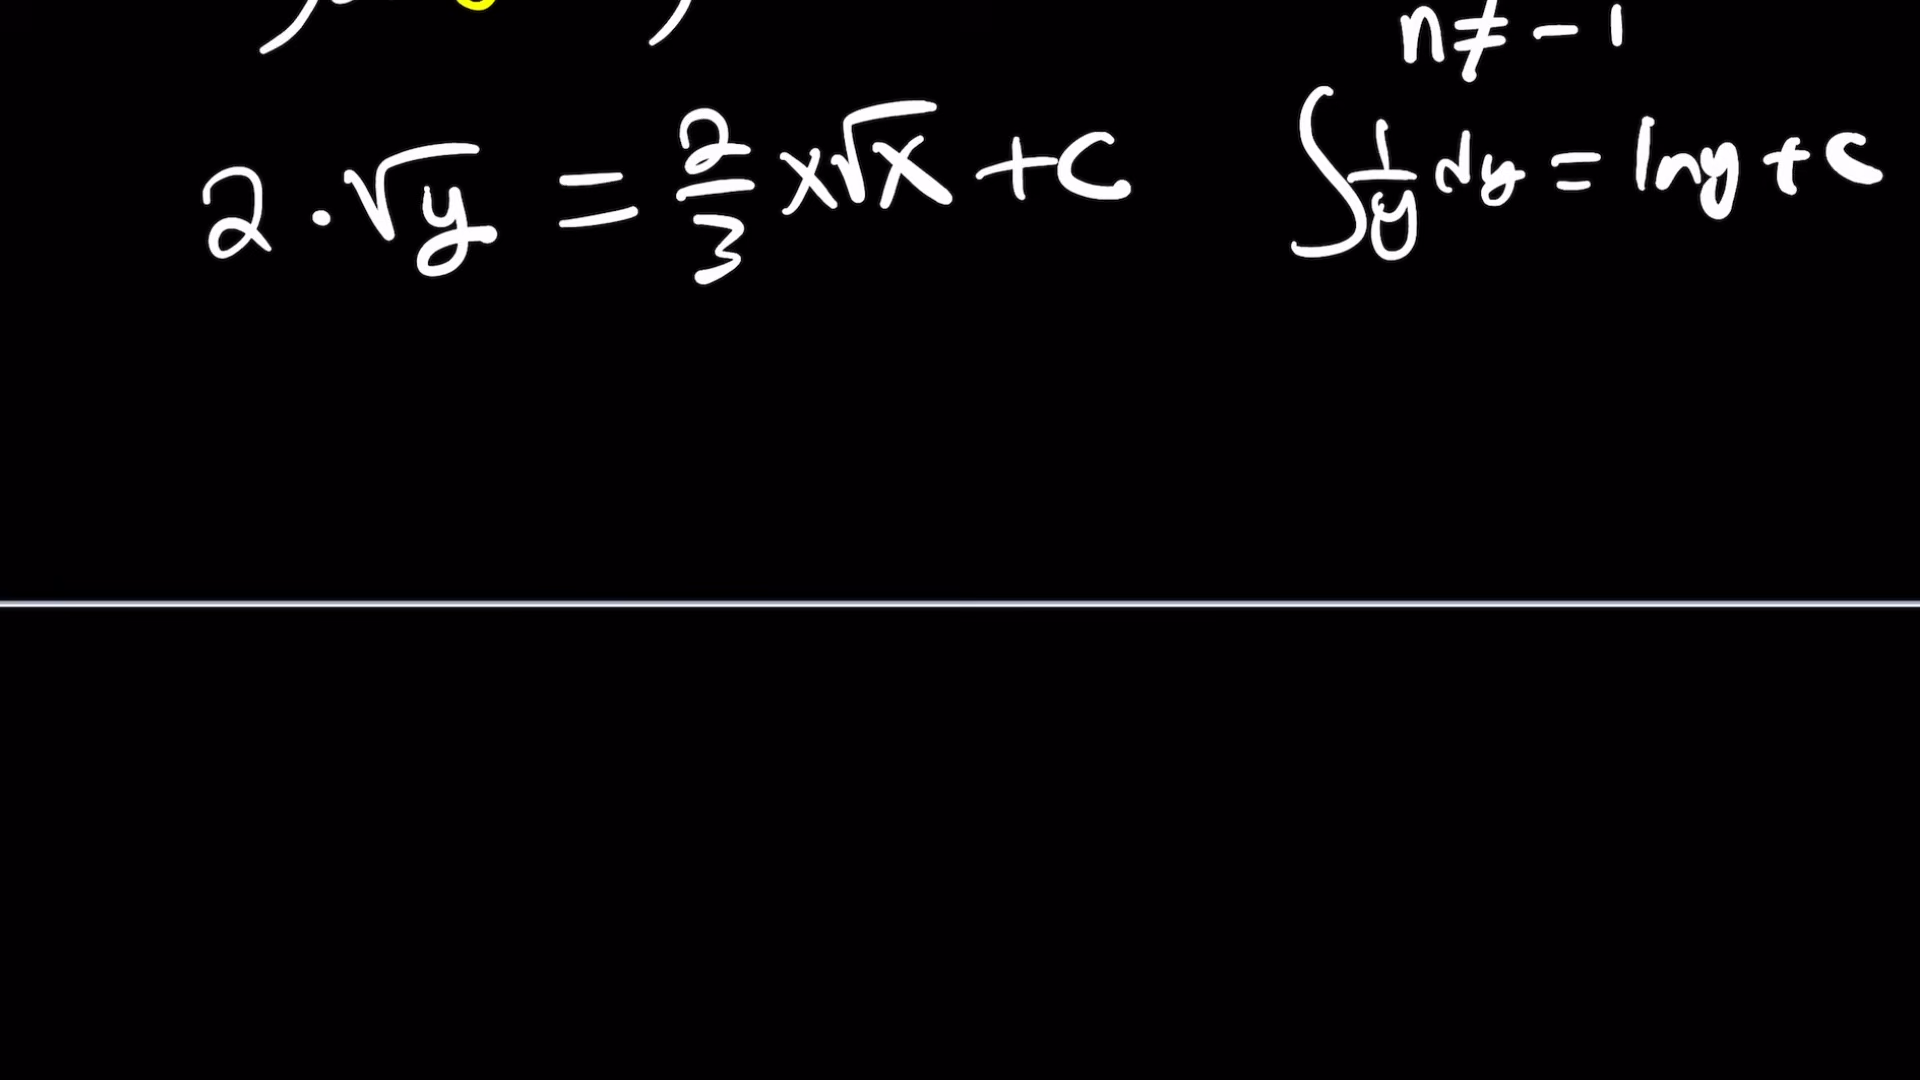 n ≠ -1
2 · √y = 2/3 x√x + c
∫ 1/y dy = ln y + c